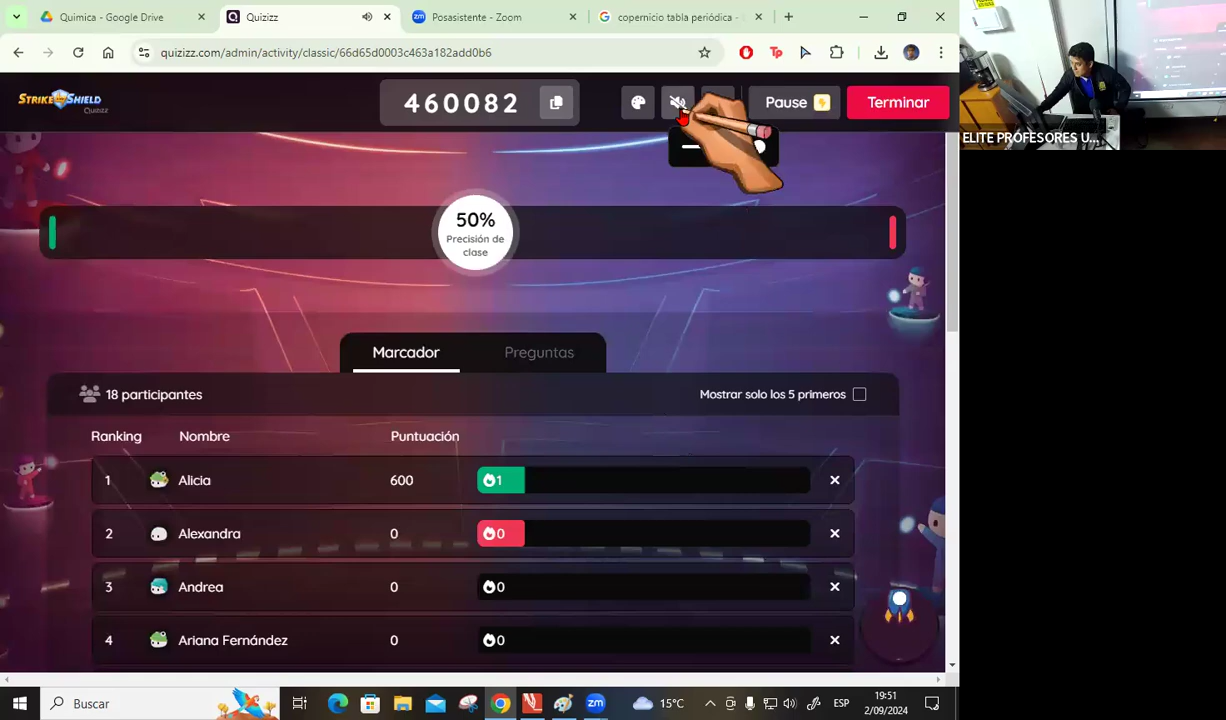 Quimica - Google Drive
Quizizz
Posasistente - Zoom
copernicio tabla periódica -
quizizz.com/admin/activity/classic/66d65d0003c463a182add0b6
STRIKE SHIELD
Quizizz
460082
Pause
Terminar
ELITE PROFESORES U...
50%
Precisión de
clase
Marcador
Preguntas
18 participantes
Mostrar solo los 5 primeros
Ranking
Nombre
Puntuación
1 Alicia 600 1
2 Alexandra 0 0
3 Andrea 0 0
4 Ariana Fernández 0 0
Buscar
15°C
ESP
19:51
2/09/2024